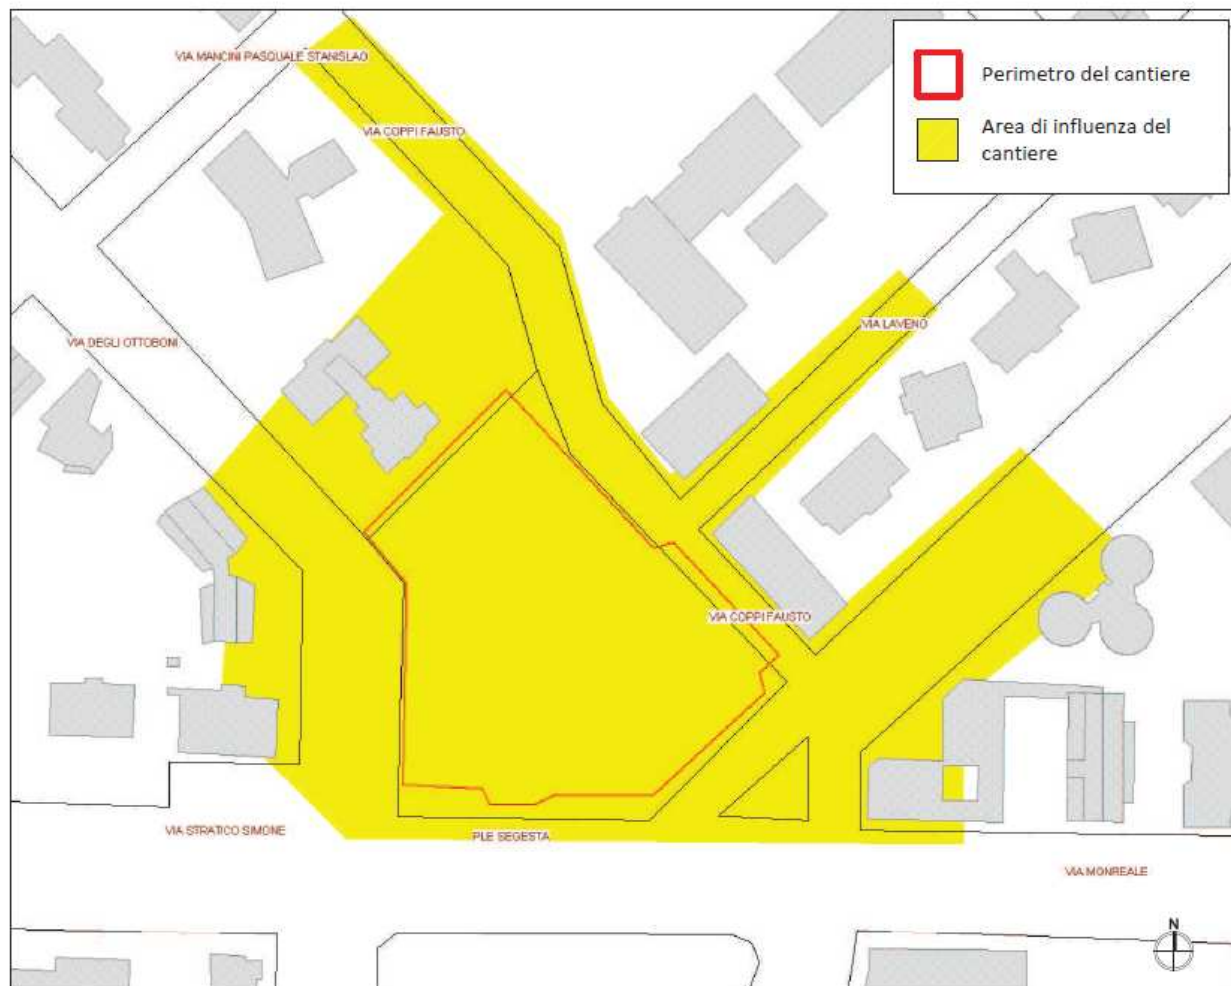 VIA MANCINI PASQUALE STANISLAO
Perimetro del cantiere
Area di influenza del
cantiere
VIA COPPI FAUSTO
VIA LAVENO
VIA DEGLI OTTOBONI
VIA COPPI FAUSTO
VIA STRATICO SIMONE
PLE SEGESTA
VIA MONREALE
N